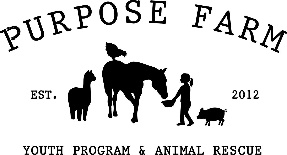 PURPOSE FARM
EST. 2012
YOUTH PROGRAM & ANIMAL RESCUE